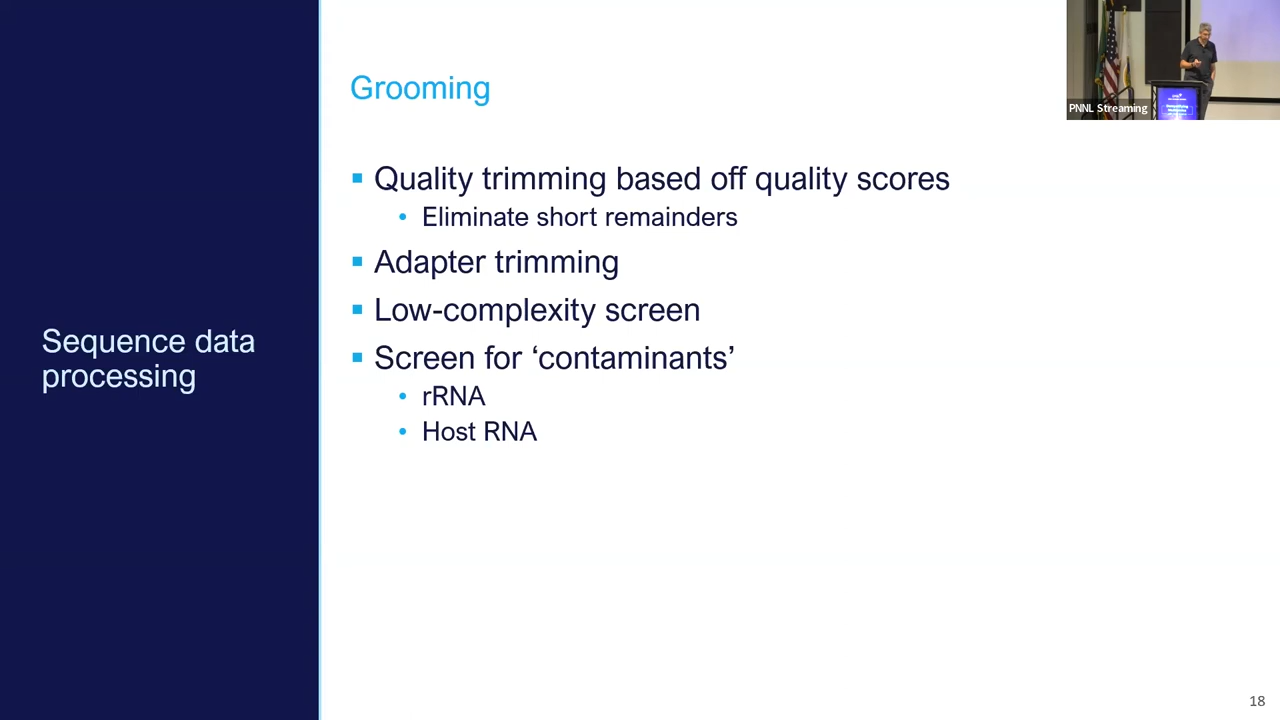 Grooming
Quality trimming based off quality scores
Eliminate short remainders
Adapter trimming
Low-complexity screen
Screen for ‘contaminants’
rRNA
Host RNA
Sequence data
processing
PNNL Streaming
18